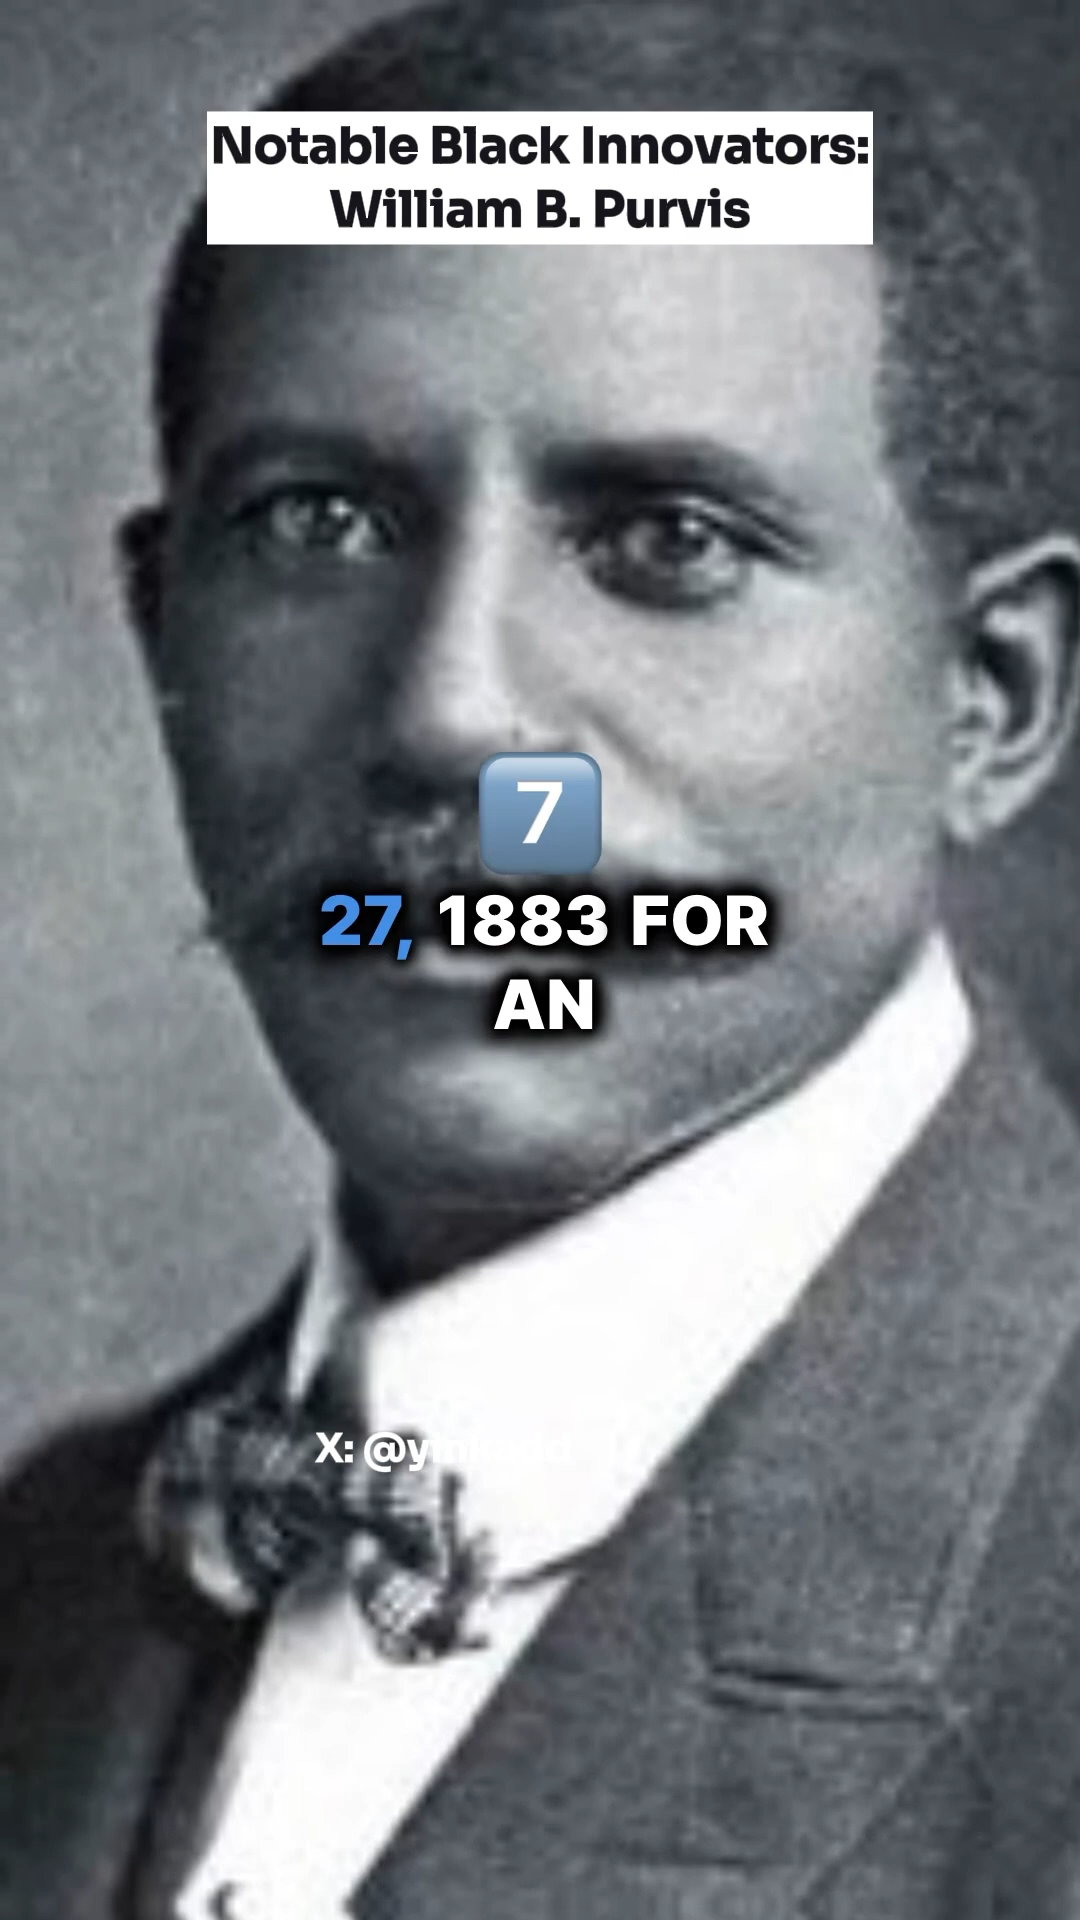 Notable Black Innovators:
William B. Purvis
7
27, 1883 FOR
AN
X: